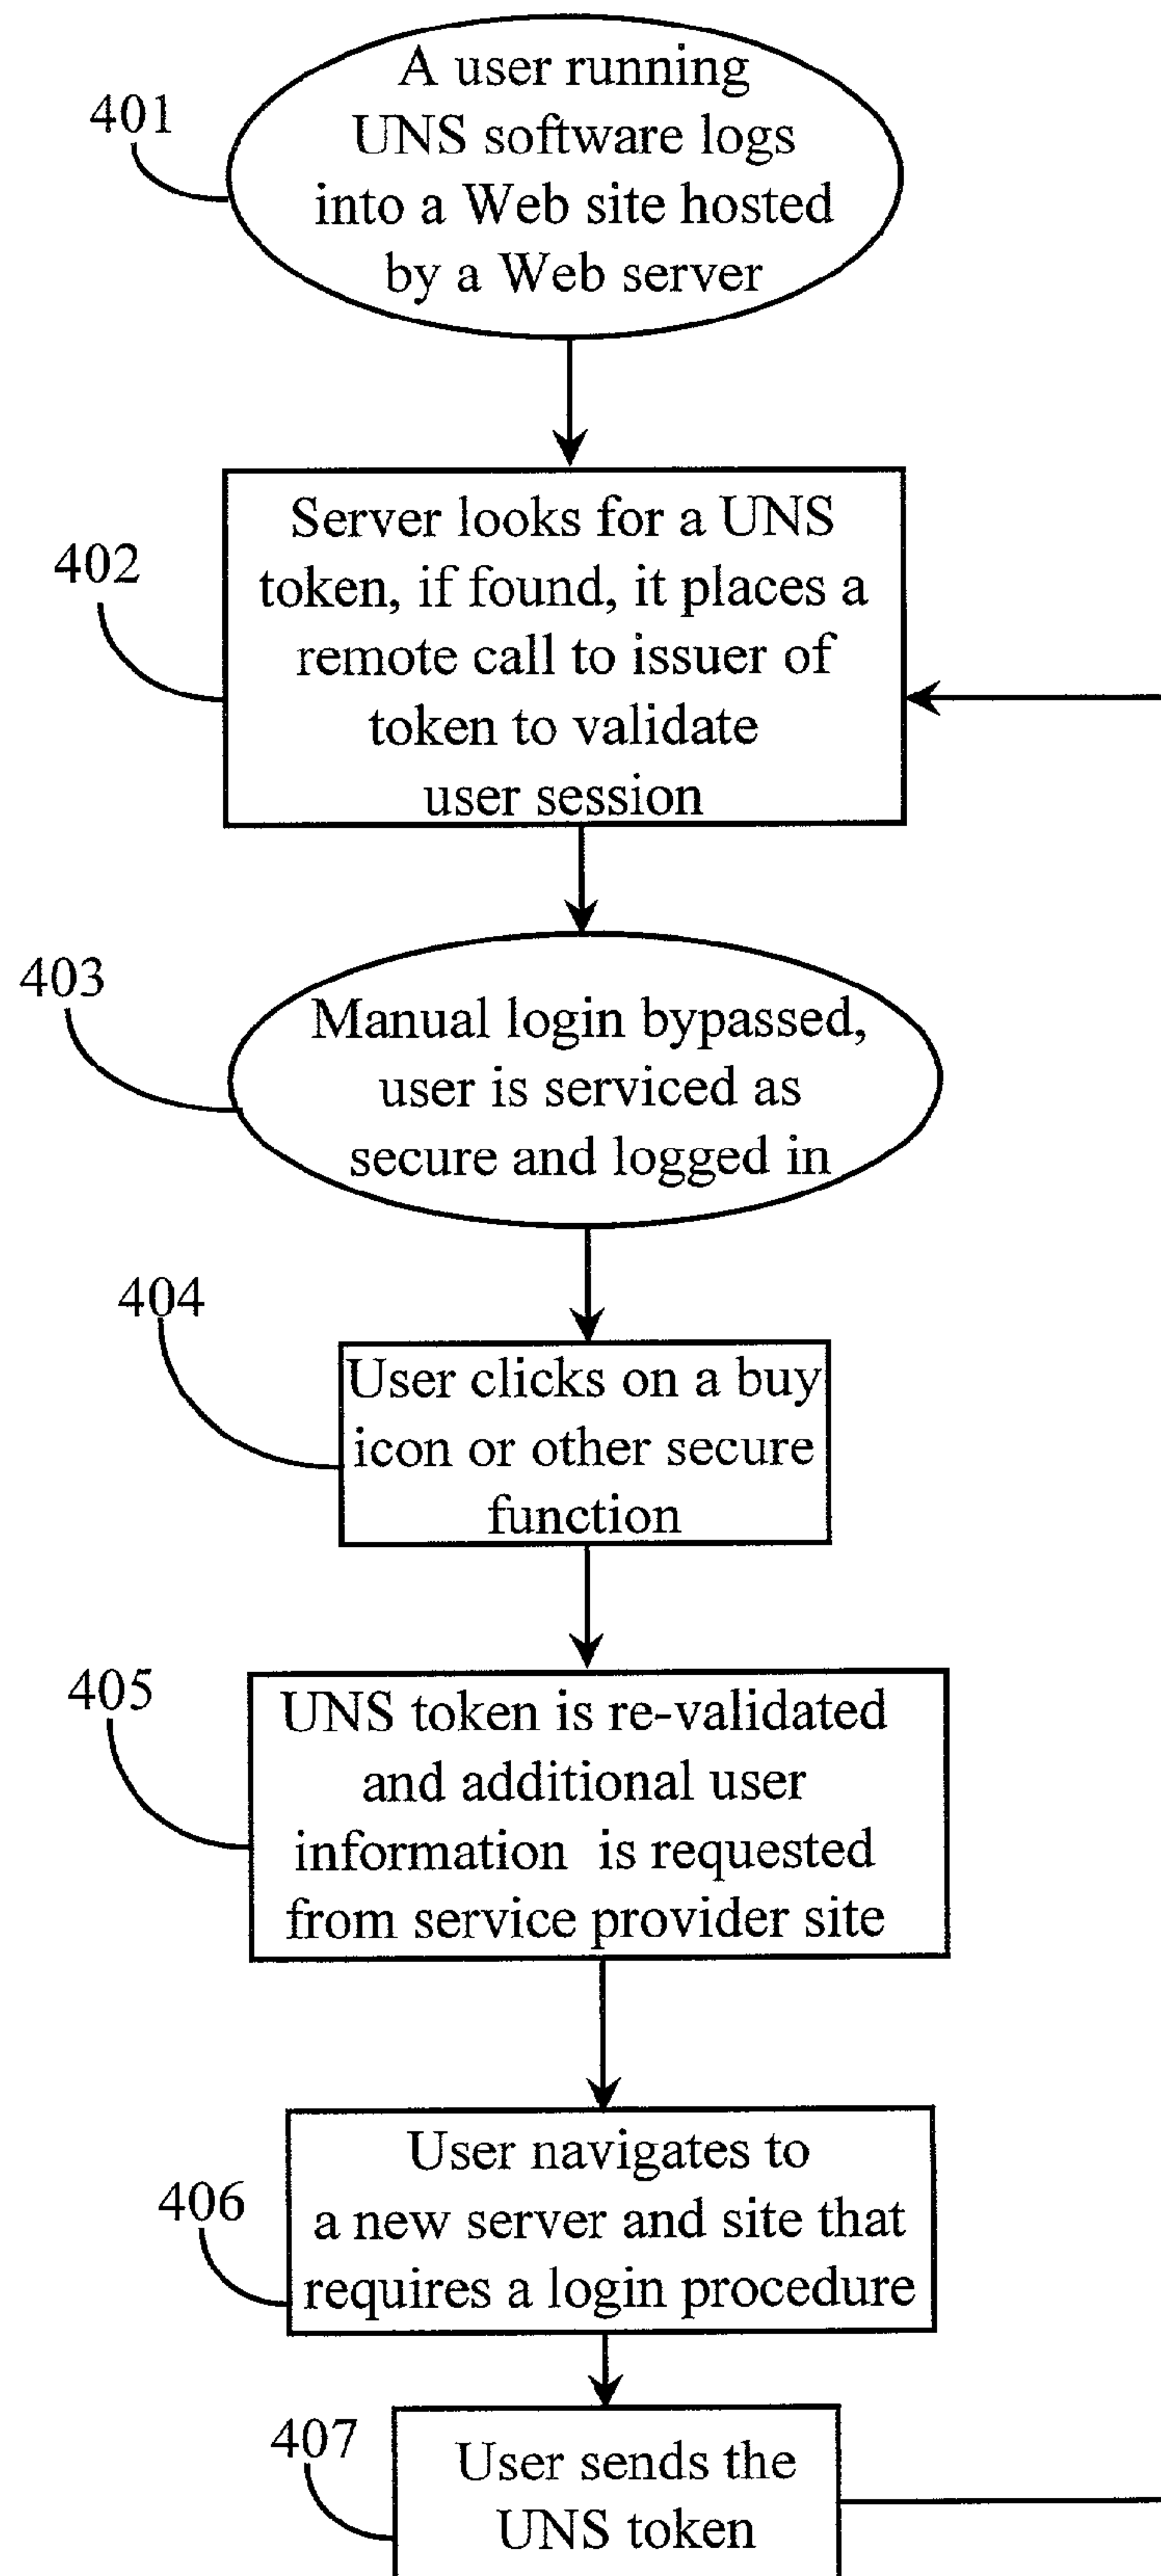 401
A user running
UNS software logs
into a Web site hosted
by a Web server
402
Server looks for a UNS
token, if found, it places a
remote call to issuer of
token to validate
user session
403
Manual login bypassed,
user is serviced as
secure and logged in
404
User clicks on a buy
icon or other secure
function
405
UNS token is re-validated
and additional user
information is requested
from service provider site
406
User navigates to
a new server and site that
requires a login procedure
407
User sends the
UNS token